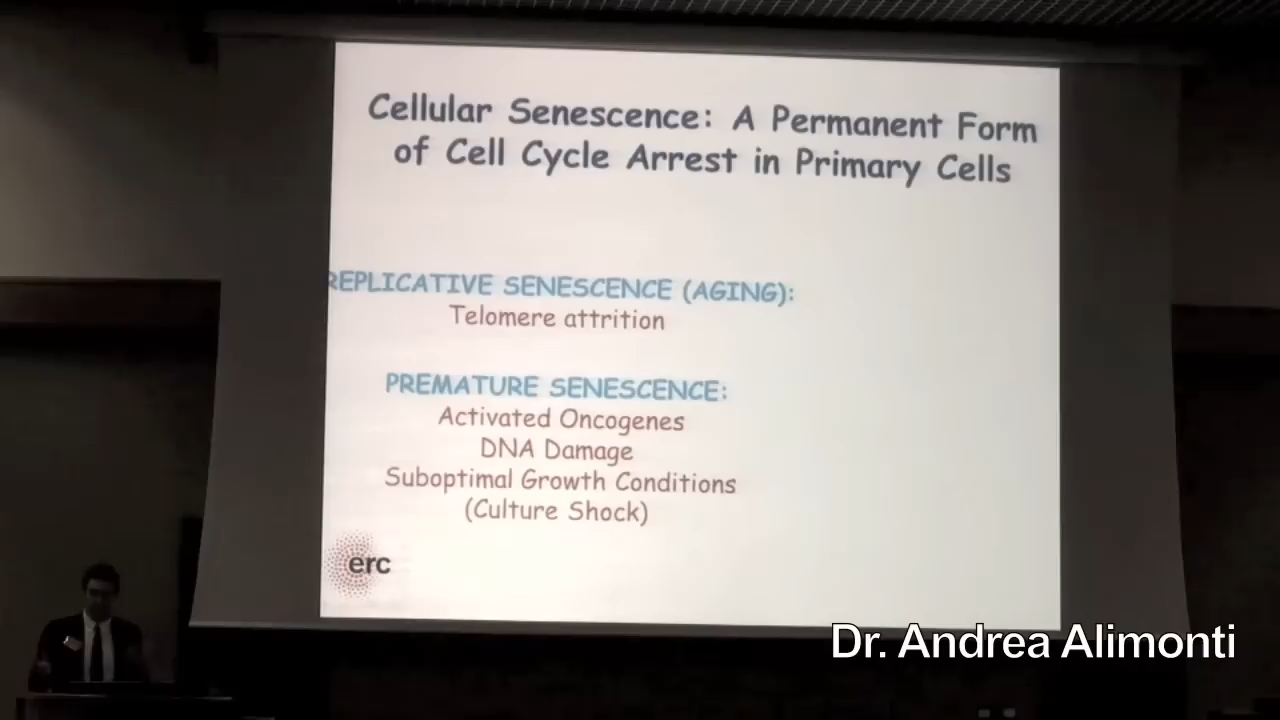 Cellular Senescence: A Permanent Form
of Cell Cycle Arrest in Primary Cells
REPLICATIVE SENESCENCE (AGING):
Telomere attrition
PREMATURE SENESCENCE:
Activated Oncogenes
DNA Damage
Suboptimal Growth Conditions
(Culture Shock)
erc
Dr. Andrea Alimonti